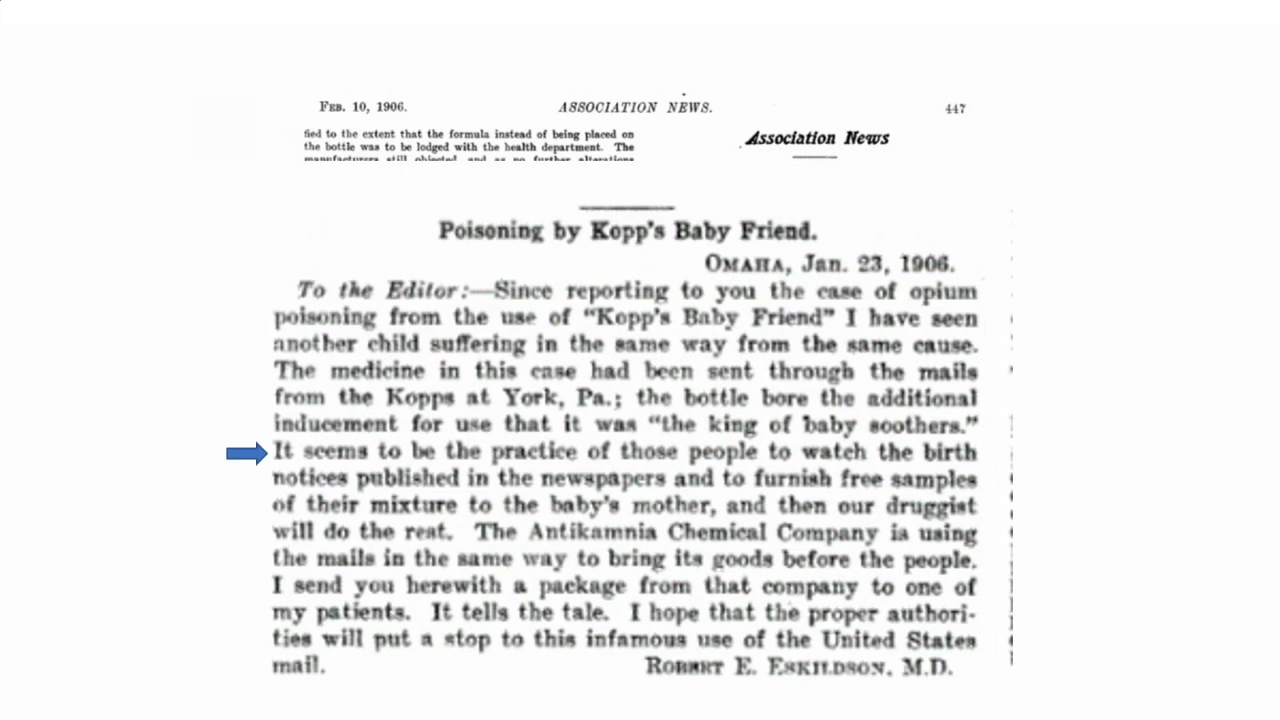 FEB. 10, 1906.
ASSOCIATION NEWS.
447
fied to the extent that the formula instead of being placed on
the bottle was to be lodged with the health department. The
manufacturers still objected, and as no further alterations
Association News
Poisoning by Kopp's Baby Friend.
OMAHA, Jan. 23, 1906.
To the Editor:—Since reporting to you the case of opium
poisoning from the use of "Kopp's Baby Friend" I have seen
another child suffering in the same way from the same cause.
The medicine in this case had been sent through the mails
from the Kopps at York, Pa.; the bottle bore the additional
inducement for use that it was "the king of baby soothers."
It seems to be the practice of those people to watch the birth
notices published in the newspapers and to furnish free samples
of their mixture to the baby's mother, and then our druggist
will do the rest. The Antikamnia Chemical Company is using
the mails in the same way to bring its goods before the people.
I send you herewith a package from that company to one of
my patients. It tells the tale. I hope that the proper authori-
ties will put a stop to this infamous use of the United States
mail.
ROBERT E. ESKILDSON, M.D.